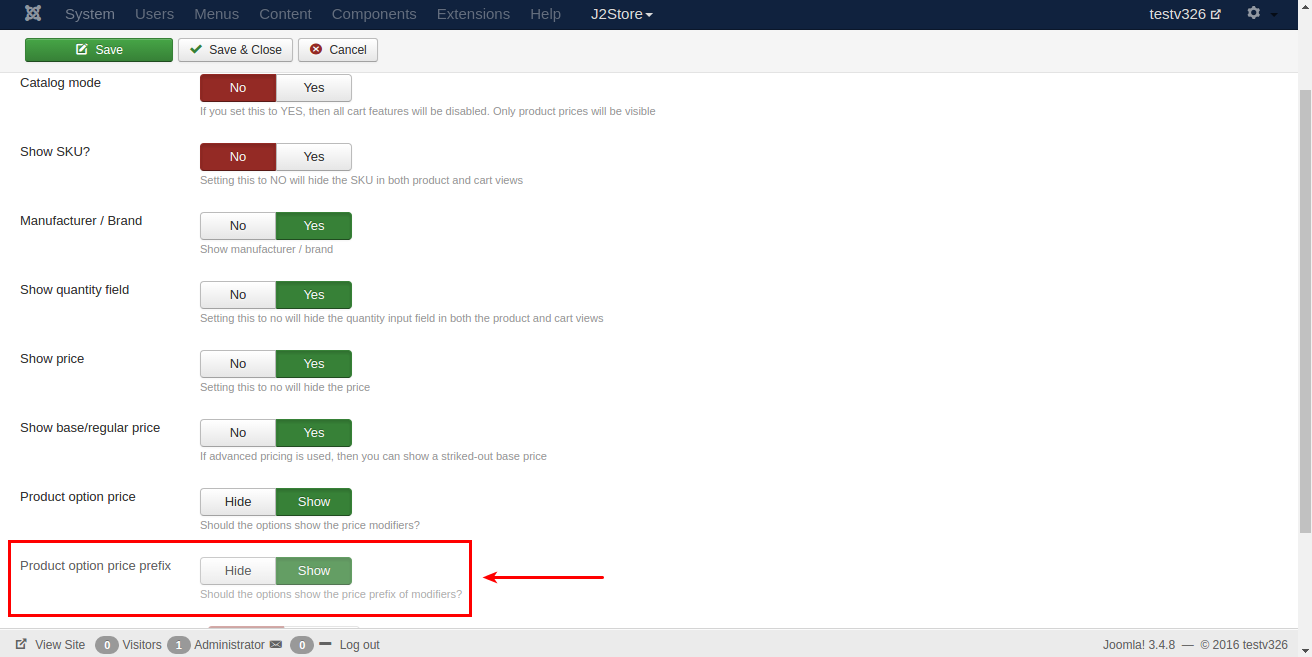 System Users Menus Content Components Extensions Help J2Store testv326
Save Save & Close Cancel
Catalog mode No Yes
If you set this to YES, then all cart features will be disabled. Only product prices will be visible
Show SKU? No Yes
Setting this to NO will hide the SKU in both product and cart views
Manufacturer / Brand No Yes
Show manufacturer / brand
Show quantity field No Yes
Setting this to no will hide the quantity input field in both the product and cart views
Show price No Yes
Setting this to no will hide the price
Show base/regular price No Yes
If advanced pricing is used, then you can show a striked-out base price
Product option price Hide Show
Should the options show the price modifiers?
Product option price prefix Hide Show
Should the options show the price prefix of modifiers?
View Site 0 Visitors 1 Administrator 0 Log out Joomla! 3.4.8 — © 2016 testv326